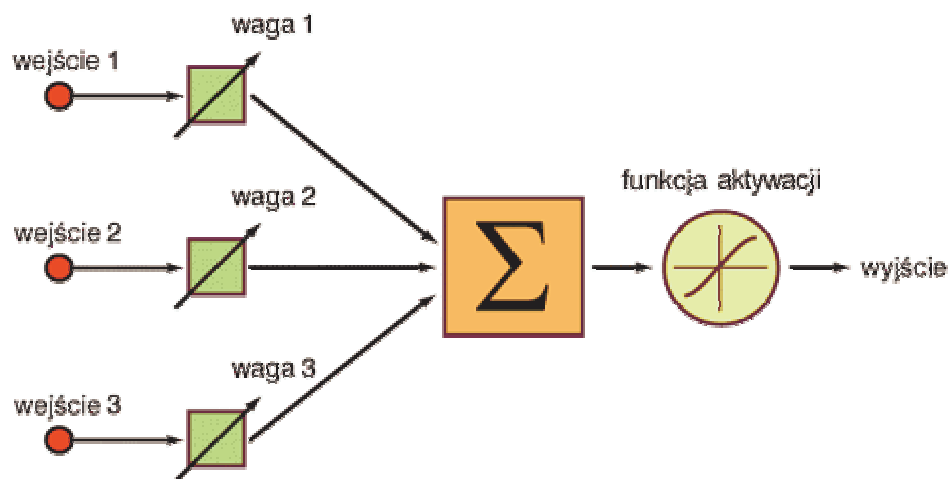 waga 1
wejście 1
waga 2
wejście 2
waga 3
wejście 3
Σ
funkcja aktywacji
wyjście